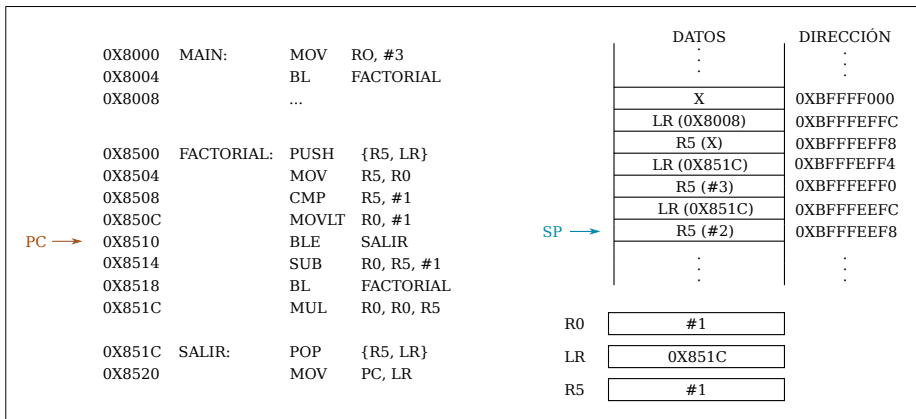 0X8000 MAIN: MOV RO, #3
0X8004 BL FACTORIAL
0X8008 ...
0X8500 FACTORIAL: PUSH {R5, LR}
0X8504 MOV R5, R0
0X8508 CMP R5, #1
0X850C MOVLT R0, #1
PC 0X8510 BLE SALIR
0X8514 SUB R0, R5, #1
0X8518 BL FACTORIAL
0X851C MUL R0, R0, R5
0X851C SALIR: POP {R5, LR}
0X8520 MOV PC, LR
DATOS DIRECCIÓN
X 0XBFFFF000
LR (0X8008) 0XBFFFEFFC
R5 (X) 0XBFFFEFF8
LR (0X851C) 0XBFFFEFF4
R5 (#3) 0XBFFFEFF0
LR (0X851C) 0XBFFFEEFC
SP R5 (#2) 0XBFFFEEF8
R0 #1
LR 0X851C
R5 #1